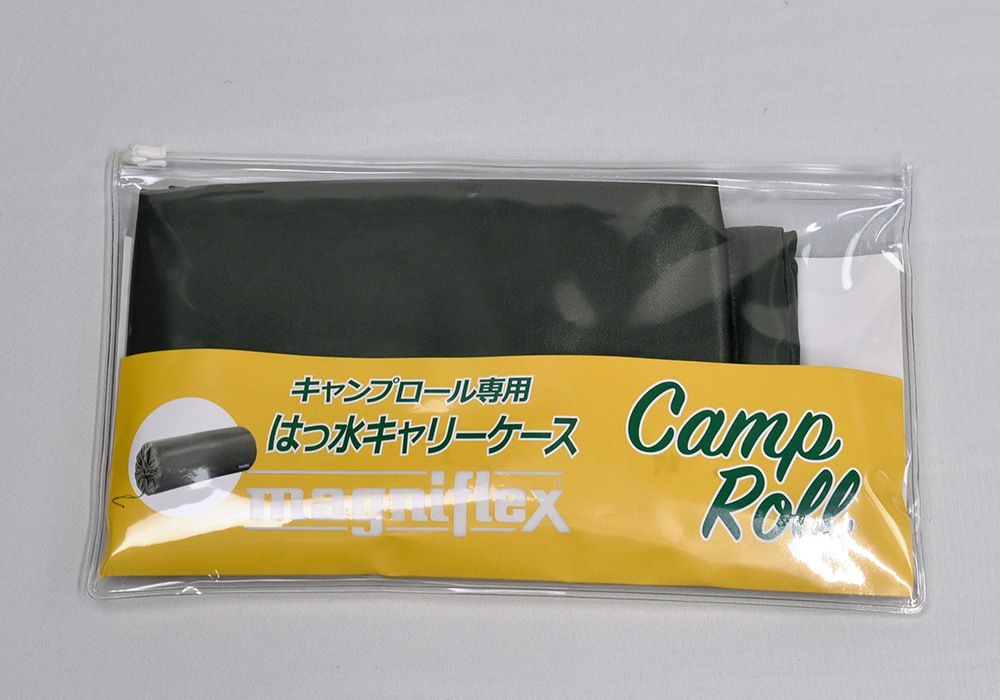 キャンプロール専用
はっ水キャリーケース
magniflex®
Camp
Roll